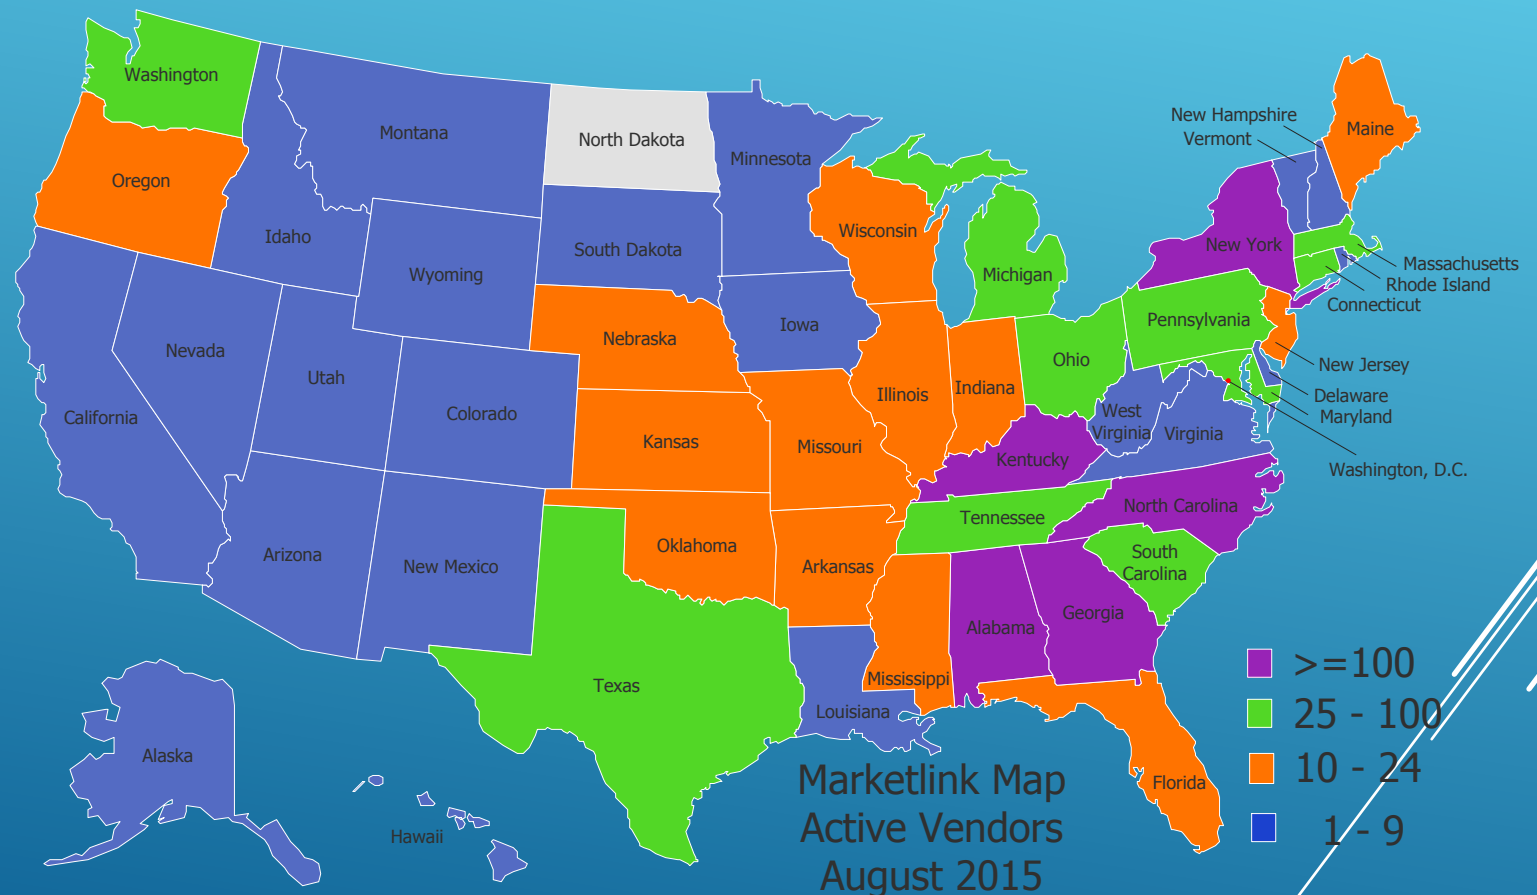 Washington
Oregon
Montana
Idaho
Wyoming
North Dakota
South Dakota
Minnesota
Wisconsin
Michigan
New Hampshire
Vermont
Maine
New York
Massachusetts
Rhode Island
Connecticut
Pennsylvania
New Jersey
Delaware
Maryland
Washington, D.C.
Nevada
Utah
California
Colorado
Nebraska
Iowa
Kansas
Missouri
Illinois
Indiana
Ohio
West
Virginia
Virginia
Kentucky
Tennessee
North Carolina
South
Carolina
Arizona
New Mexico
Oklahoma
Arkansas
Texas
Louisiana
Mississippi
Alabama
Georgia
Florida
Alaska
Hawaii
>=100
25 - 100
10 - 24
1 - 9
Marketlink Map
Active Vendors
August 2015